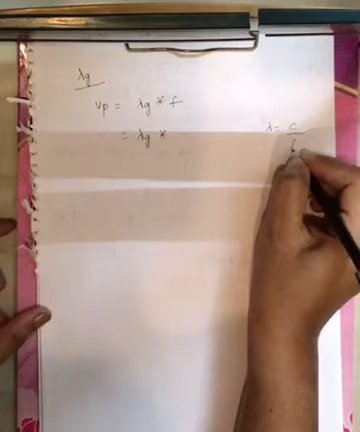 λg
Vp = λg * f
= λg *
λ = c
f